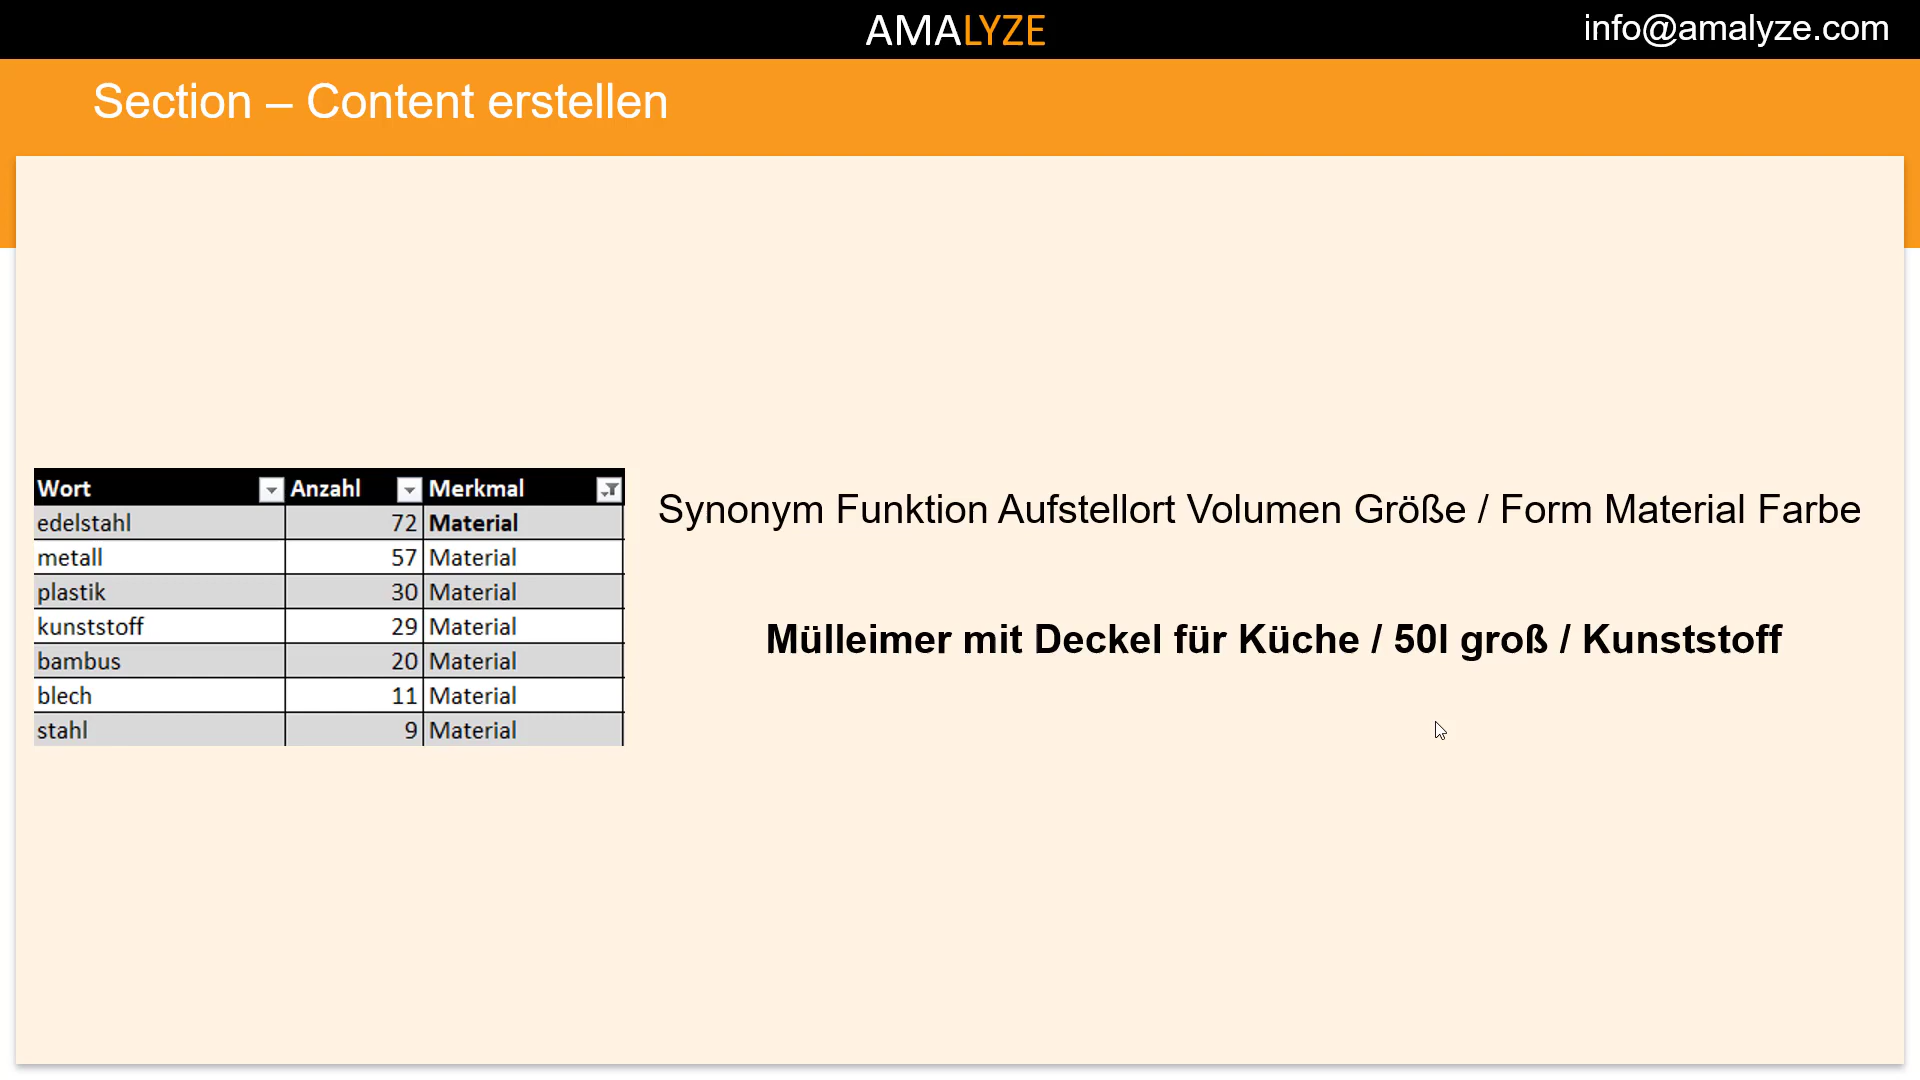 AMALYZE
info@amalyze.com
Section – Content erstellen
Wort Anzahl Merkmal
edelstahl 72 Material
metall 57 Material
plastik 30 Material
kunststoff 29 Material
bambus 20 Material
blech 11 Material
stahl 9 Material
Synonym Funktion Aufstellort Volumen Größe / Form Material Farbe
Mülleimer mit Deckel für Küche / 50l groß / Kunststoff